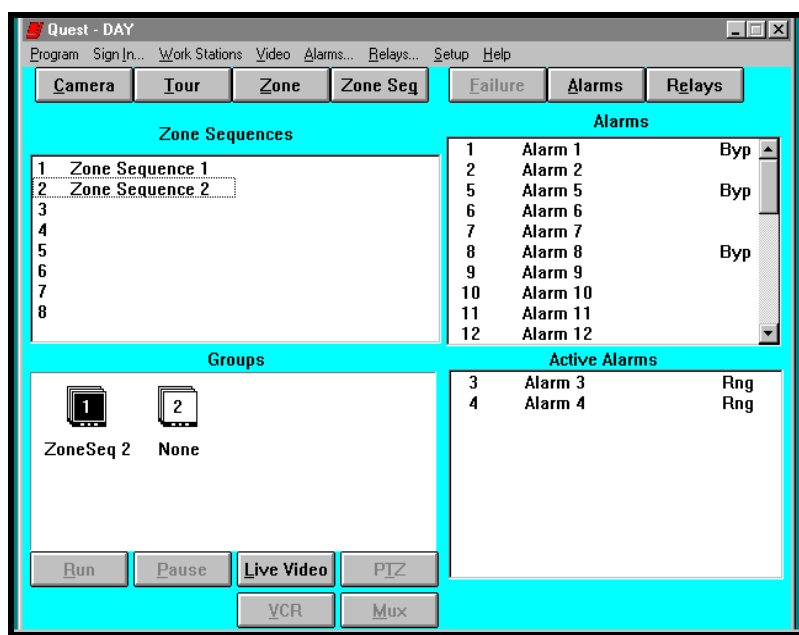 Quest - DAY
Program Sign In... Work Stations Video Alarms... Relays... Setup Help
Camera Tour Zone Zone Seq Failure Alarms Relays
Zone Sequences
1 Zone Sequence 1
2 Zone Sequence 2
3
4
5
6
7
8
Alarms
1 Alarm 1 Byp
2 Alarm 2
5 Alarm 5 Byp
6 Alarm 6
7 Alarm 7
8 Alarm 8 Byp
9 Alarm 9
10 Alarm 10
11 Alarm 11
12 Alarm 12
Groups
1 2
ZoneSeq 2 None
Active Alarms
3 Alarm 3 Rng
4 Alarm 4 Rng
Run Pause Live Video PTZ
VCR Mux